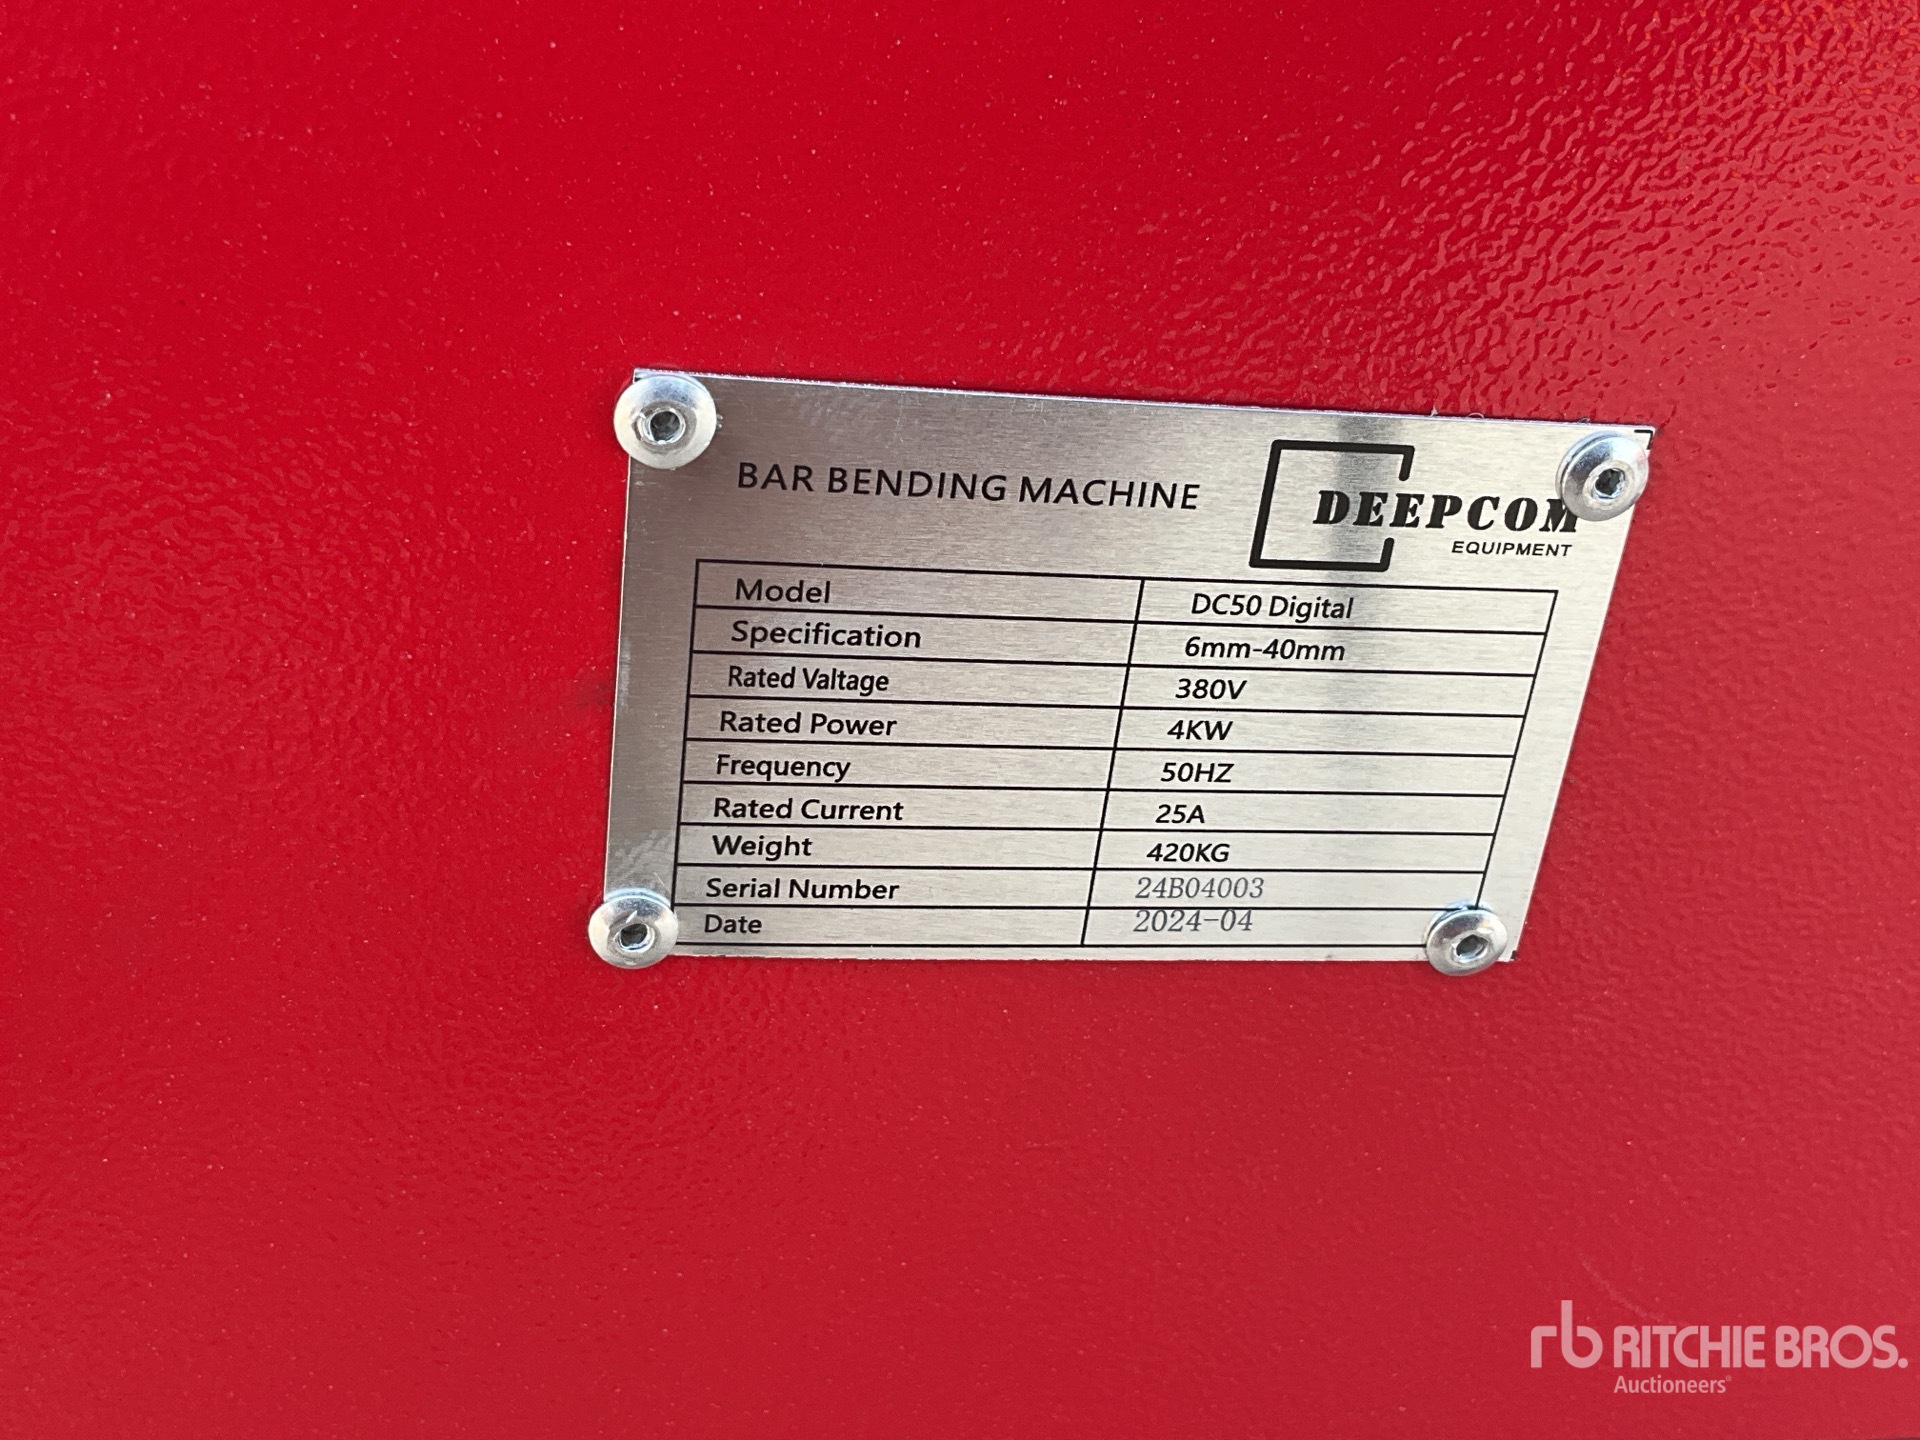 BAR BENDING MACHINE
DEEPCOM
EQUIPMENT
Model DC50 Digital
Specification 6mm-40mm
Rated Valtage 380V
Rated Power 4KW
Frequency 50HZ
Rated Current 25A
Weight 420KG
Serial Number 24B04003
Date 2024-04
rb RITCHIE BROS.
Auctioneers